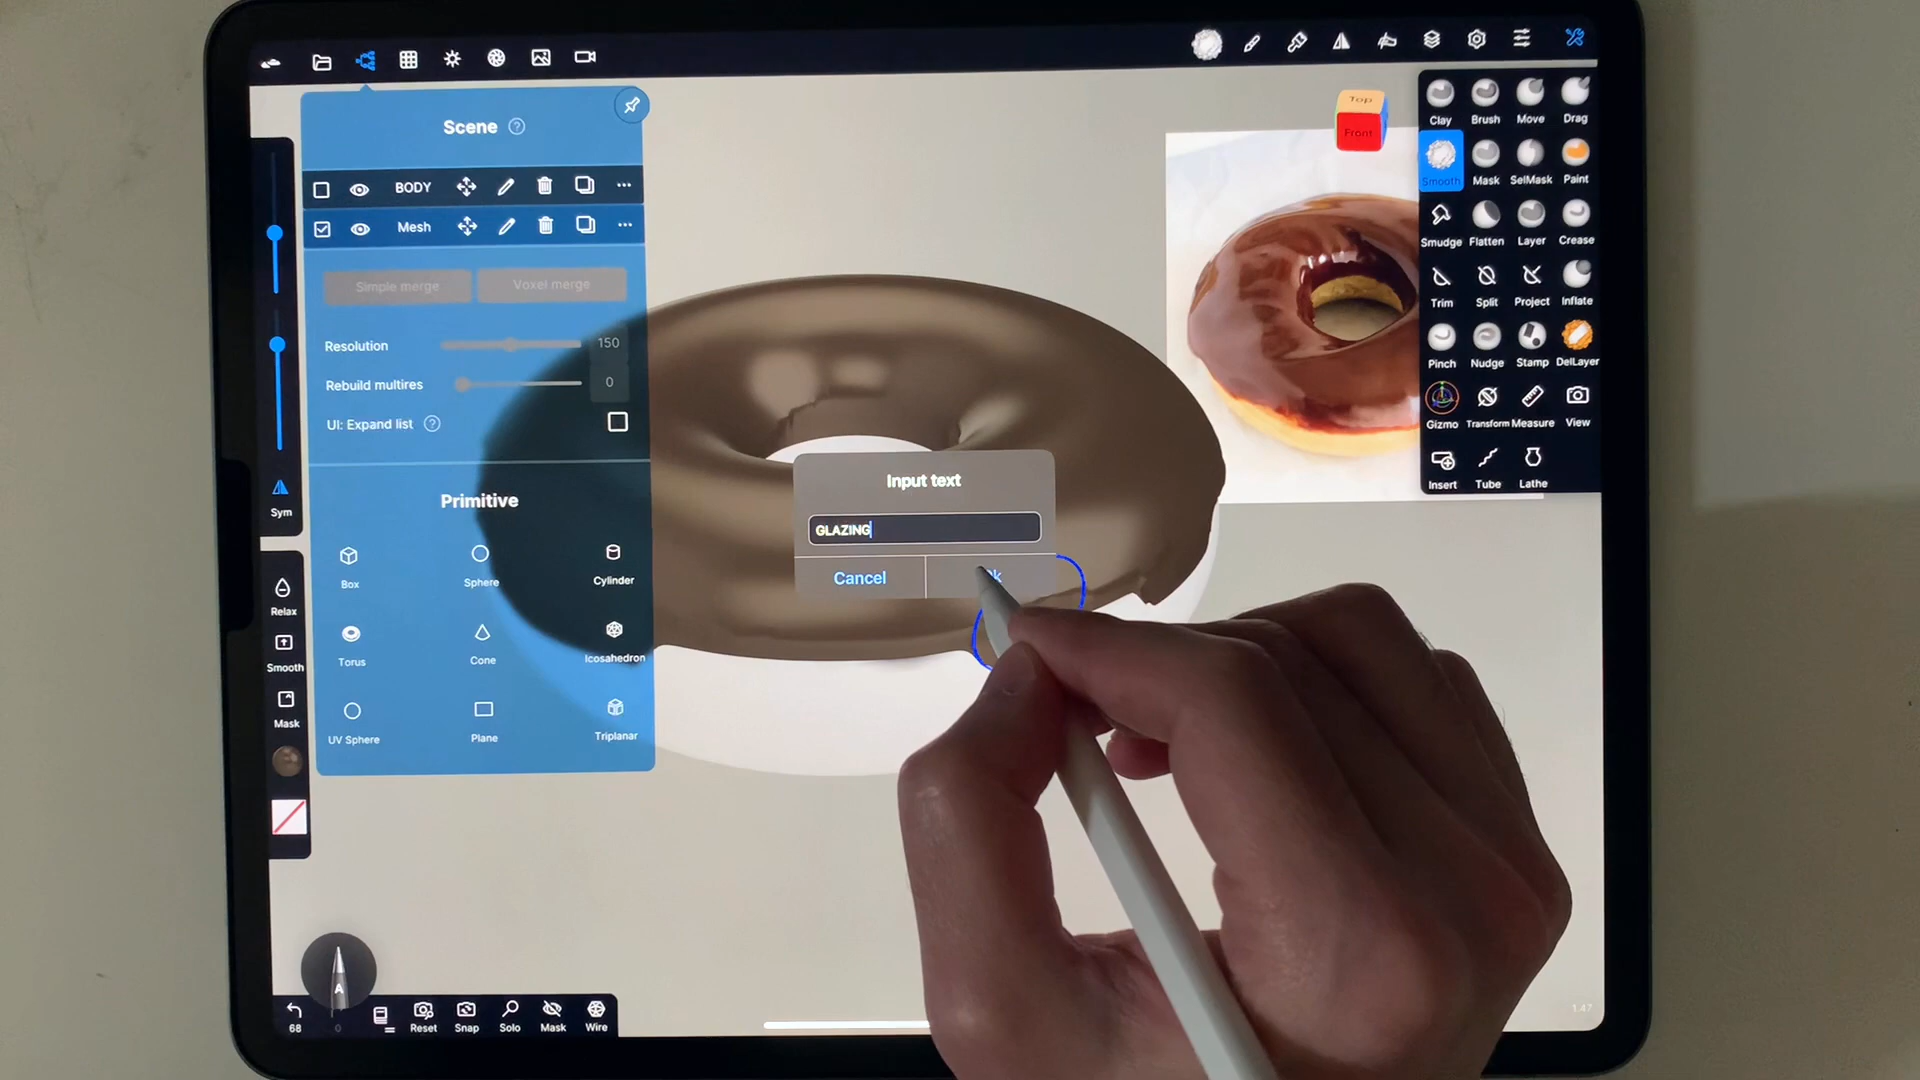 Scene ?
BODY
Mesh
Simple merge Voxel merge
Resolution 150
Rebuild multires 0
UI: Expand list ?
Primitive
Box Sphere Cylinder
Torus Cone Icosahedron
UV Sphere Plane Triplanar
Sym
Relax
Smooth
Mask
A
68 0 Reset Snap Solo Mask Wire
Input text
GLAZING
Cancel
Top
Front
Clay Brush Move Drag
Smooth Mask SelMask Paint
Smudge Flatten Layer Crease
Trim Split Project Inflate
Pinch Nudge Stamp DelLayer
Gizmo Transform Measure View
Insert Tube Lathe
1.47